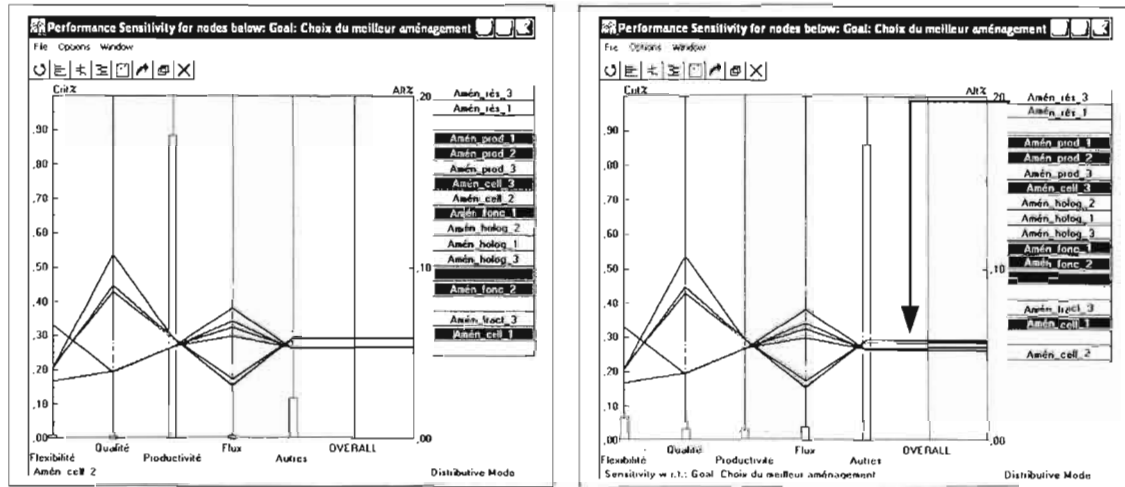 Performance Sensitivity for nodes below: Goal: Choix du meilleur aménagement
File Options Window
Crit% Alt%
.90
.80
.70
.60
.50
.40
.30
.20
.10
.00
.20
.10
.00
Flexibilité Qualité Productivité Flux Autres OVERALL
Amén_cell_2
Distributive Mode
Amén_rés_3
Amén_rés_1
Amén_prod_1
Amén_prod_2
Amén_prod_3
Amén_cell_3
Amén_cell_2
Amén_fonc_1
Amén_holog_2
Amén_holog_1
Amén_holog_3
Amén_fonc_2
Amén_fract_3
Amén_cell_1
Performance Sensitivity for nodes below: Goal: Choix du meilleur aménagement
File Options Window
Crit% Alt%
.90
.80
.70
.60
.50
.40
.30
.20
.10
.00
.20
.10
.00
Flexibilité Qualité Productivité Flux Autres OVERALL
Sensitivity w.r.t.: Goal: Choix du meilleur aménagement
Distributive Mode
Amén_rés_3
Amén_rés_1
Amén_prod_1
Amén_prod_2
Amén_prod_3
Amén_cell_3
Amén_holog_2
Amén_holog_1
Amén_holog_3
Amén_fonc_1
Amén_fonc_2
Amén_fract_3
Amén_cell_1
Amén_cell_2